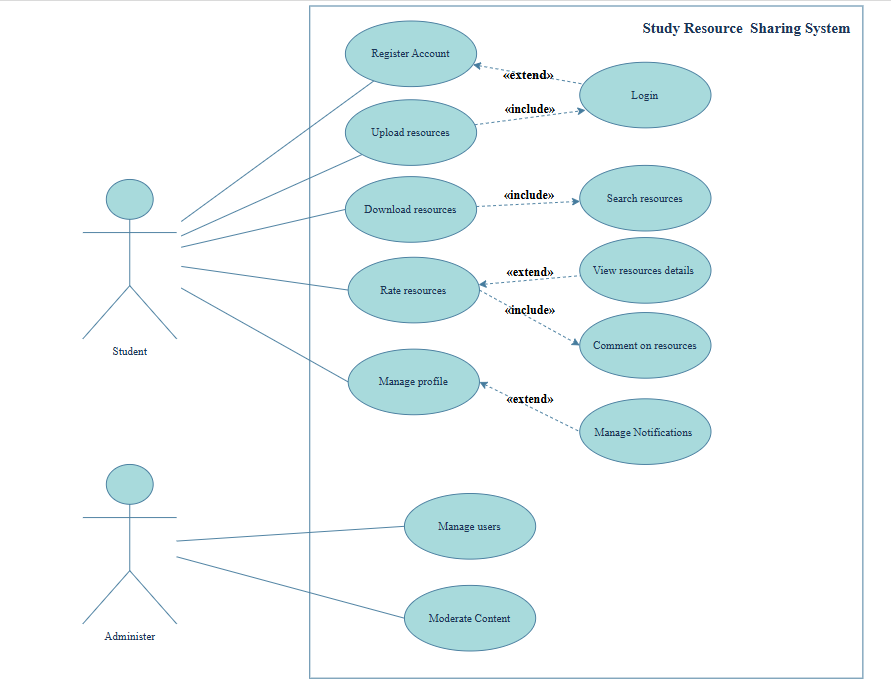 Study Resource Sharing System
Register Account
«extend»
Login
«include»
Upload resources
«include»
Search resources
Download resources
«extend»
View resources details
Rate resources
«include»
Comment on resources
Student
Manage profile
«extend»
Manage Notifications
Manage users
Moderate Content
Administer